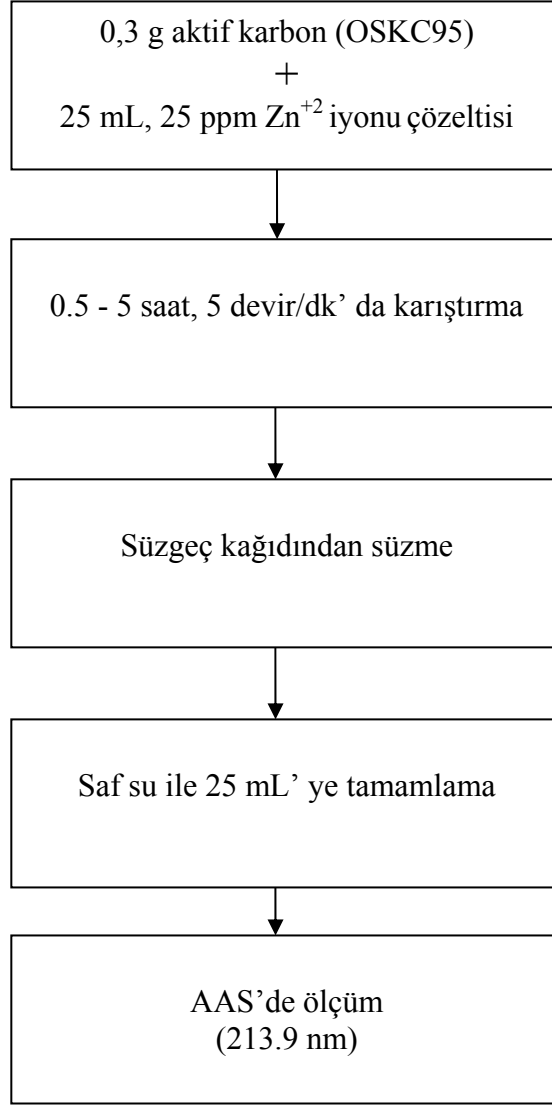 0,3 g aktif karbon (OSKC95)
+
25 mL, 25 ppm Zn⁺² iyonu çözeltisi
0.5 - 5 saat, 5 devir/dk’ da karıştırma
Süzgeç kağıdından süzme
Saf su ile 25 mL’ ye tamamlama
AAS’de ölçüm
(213.9 nm)